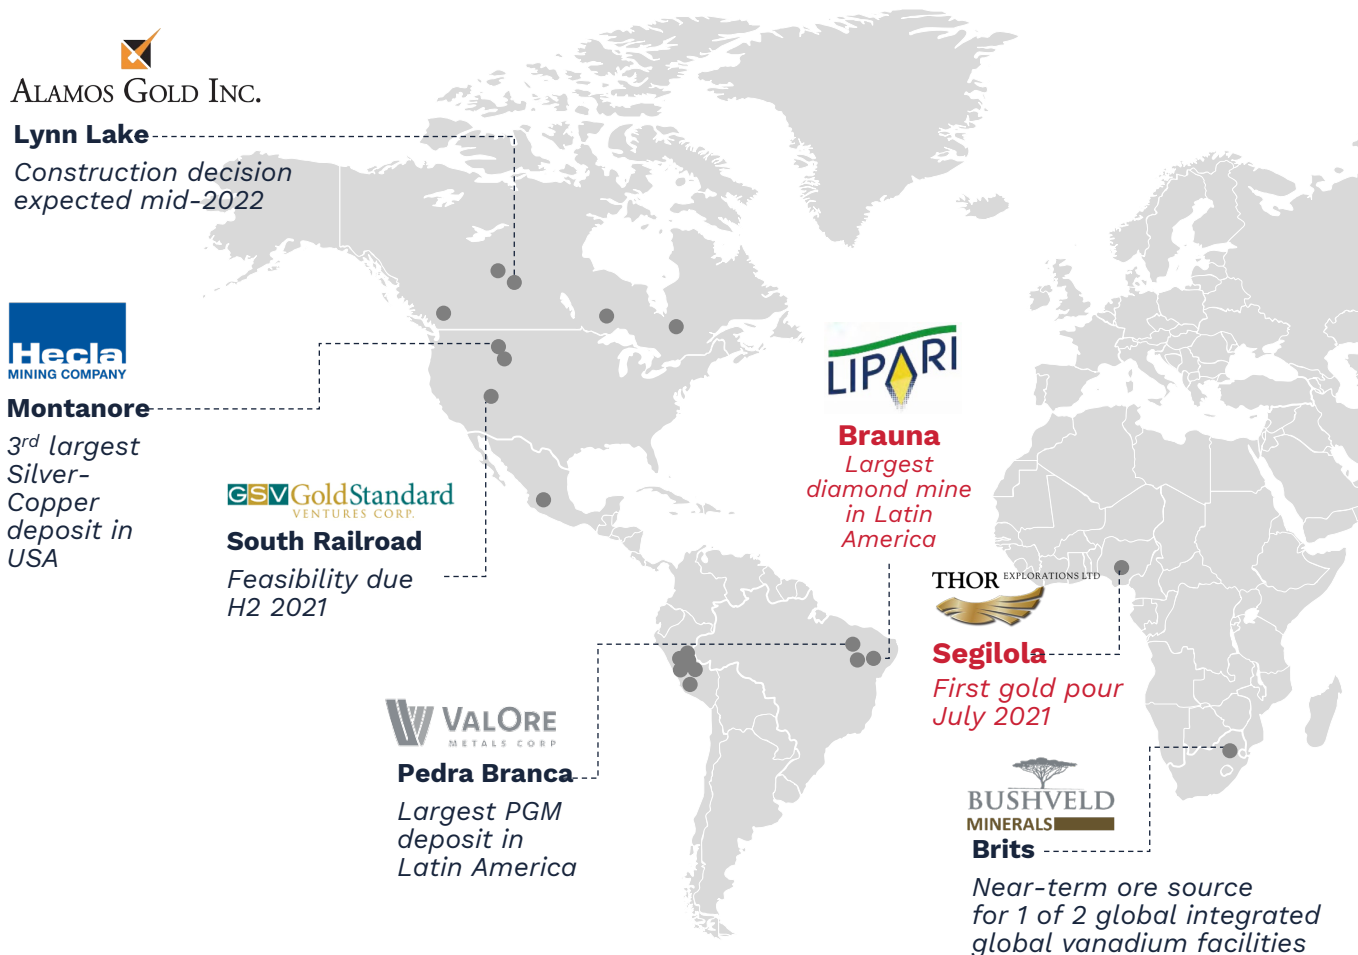 ALAMOS GOLD INC.
Lynn Lake
Construction decision
expected mid-2022
Hecla
MINING COMPANY
Montanore
3rd largest
Silver-
Copper
deposit in
USA
GSV GoldStandard
VENTURES CORP.
South Railroad
Feasibility due
H2 2021
VALORE
METALS CORP
Pedra Branca
Largest PGM
deposit in
Latin America
LIPARI
Brauna
Largest
diamond mine
in Latin
America
THOR EXPLORATIONS LTD
Segilola
First gold pour
July 2021
BUSHVELD
MINERALS
Brits
Near-term ore source
for 1 of 2 global integrated
global vanadium facilities